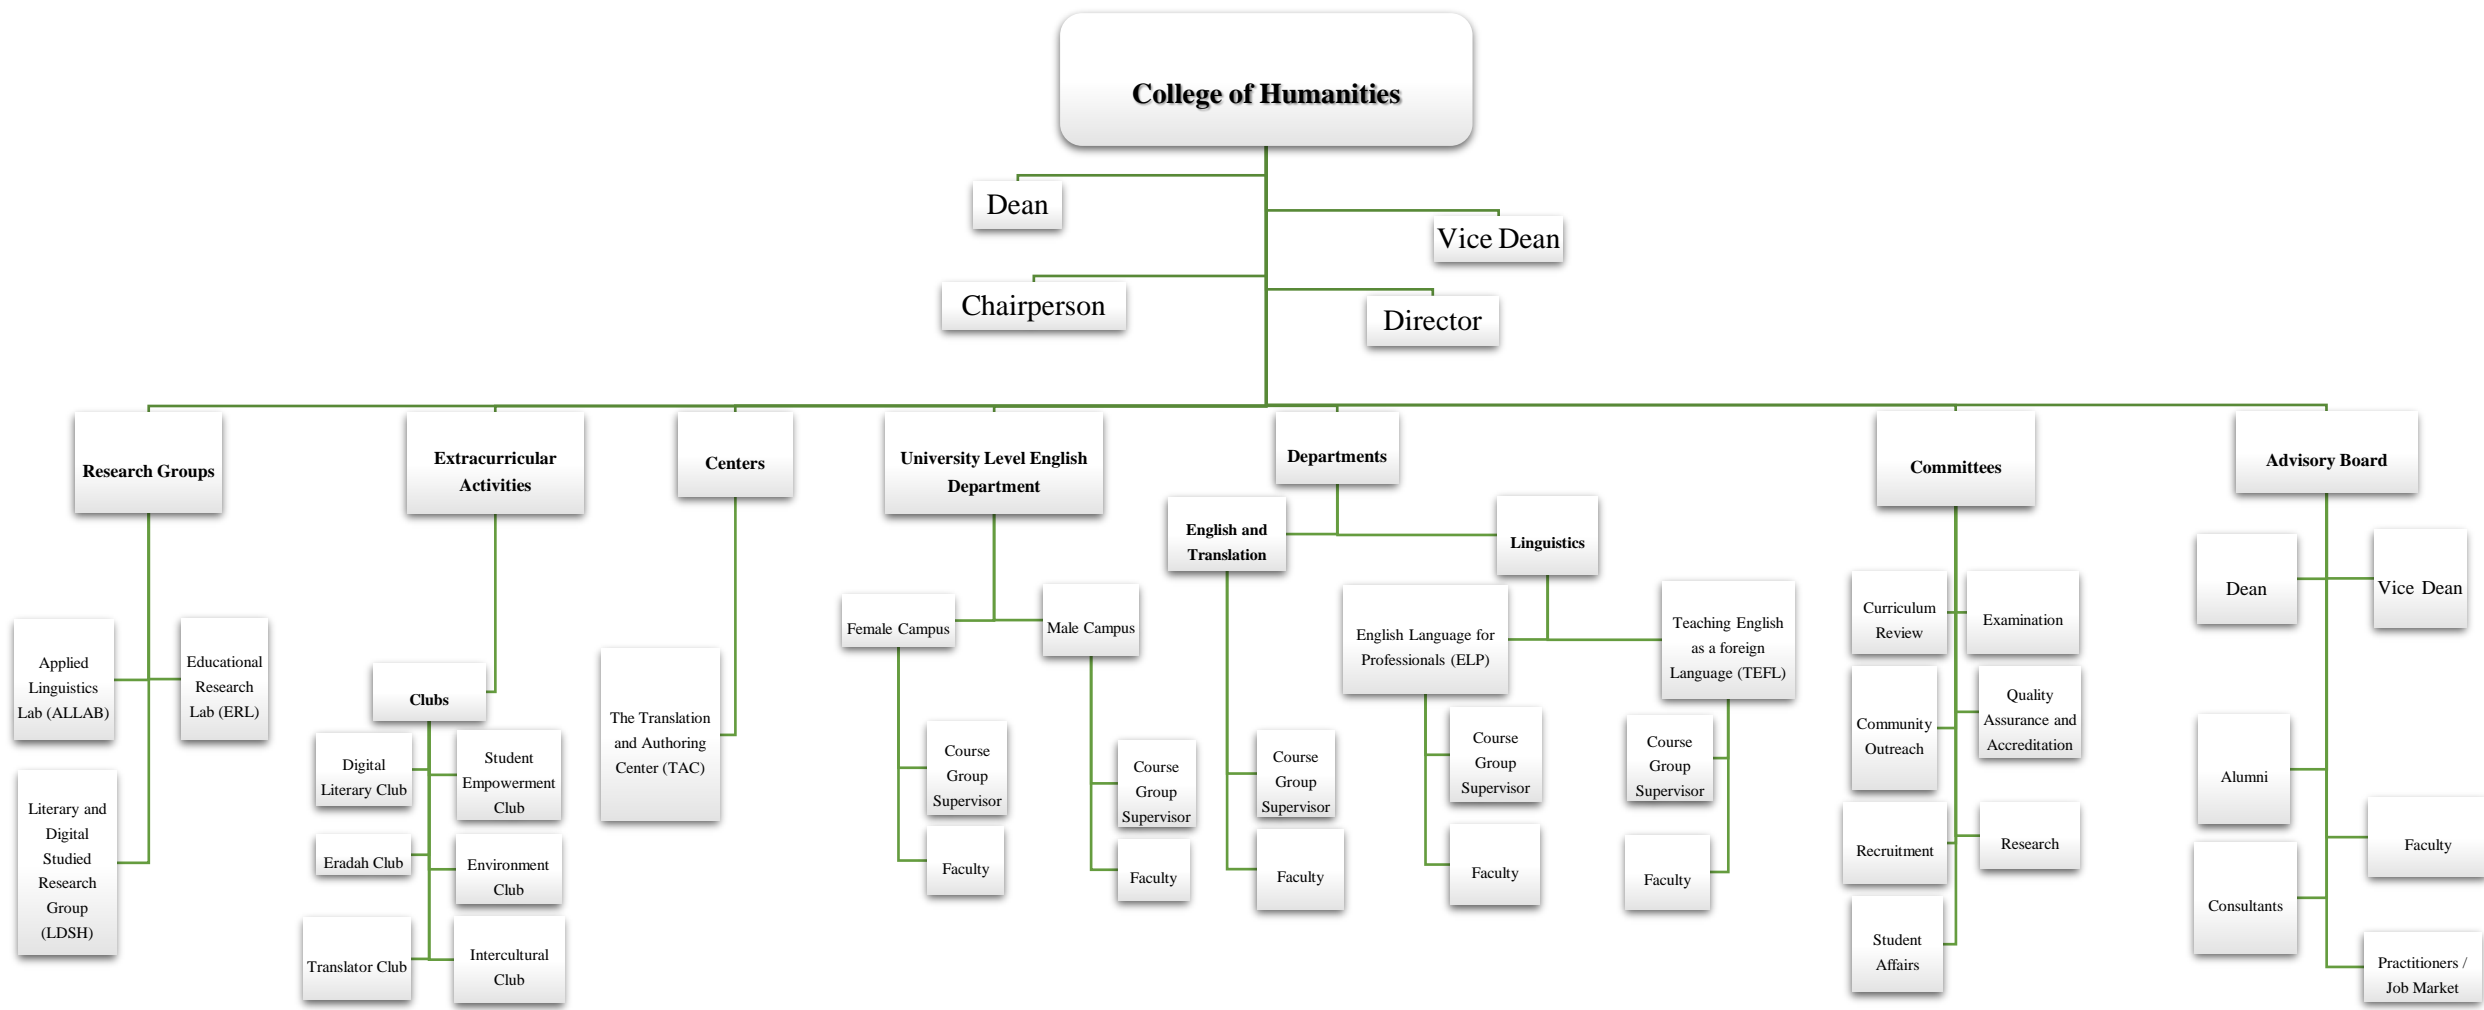 College of Humanities
Dean
Vice Dean
Chairperson
Director
Research Groups
Extracurricular
Activities
Centers
University Level English
Department
Departments
Committees
Advisory Board
Applied
Linguistics
Lab (ALLAB)
Educational
Research
Lab (ERL)
Literary and
Digital
Studied
Research
Group
(LDSH)
Clubs
Digital
Literary Club
Student
Empowerment
Club
Eradah Club
Environment
Club
Translator Club
Intercultural
Club
The Translation
and Authoring
Center (TAC)
Female Campus
Course
Group
Supervisor
Faculty
Male Campus
Course
Group
Supervisor
Faculty
English and
Translation
Course
Group
Supervisor
Faculty
Linguistics
English Language for
Professionals (ELP)
Course
Group
Supervisor
Faculty
Teaching English
as a foreign
Language (TEFL)
Course
Group
Supervisor
Faculty
Curriculum
Review
Examination
Community
Outreach
Quality
Assurance and
Accreditation
Recruitment
Research
Student
Affairs
Dean
Vice Dean
Alumni
Faculty
Consultants
Practitioners /
Job Market